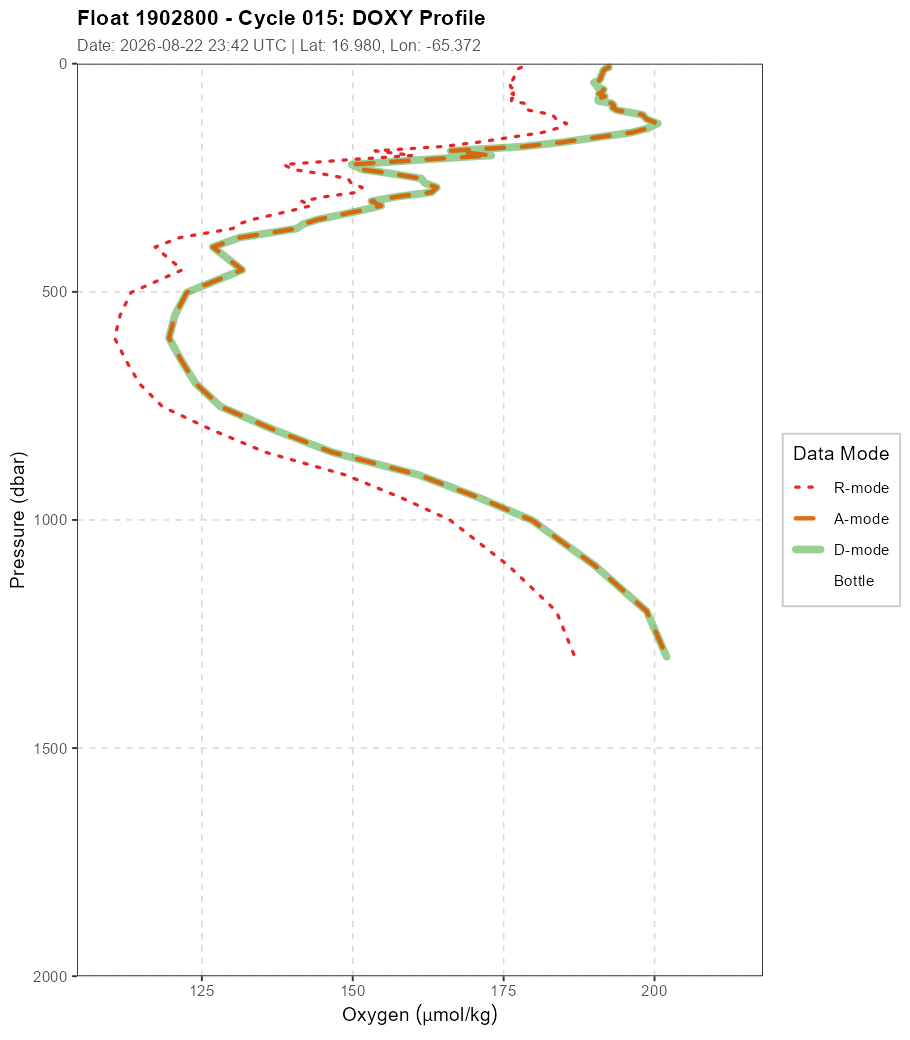 Float 1902800 - Cycle 015: DOXY Profile
Date: 2026-08-22 23:42 UTC | Lat: 16.980, Lon: -65.372
0
500
1000
1500
2000
Pressure (dbar)
125
150
175
200
Oxygen (µmol/kg)
Data Mode
R-mode
A-mode
D-mode
Bottle